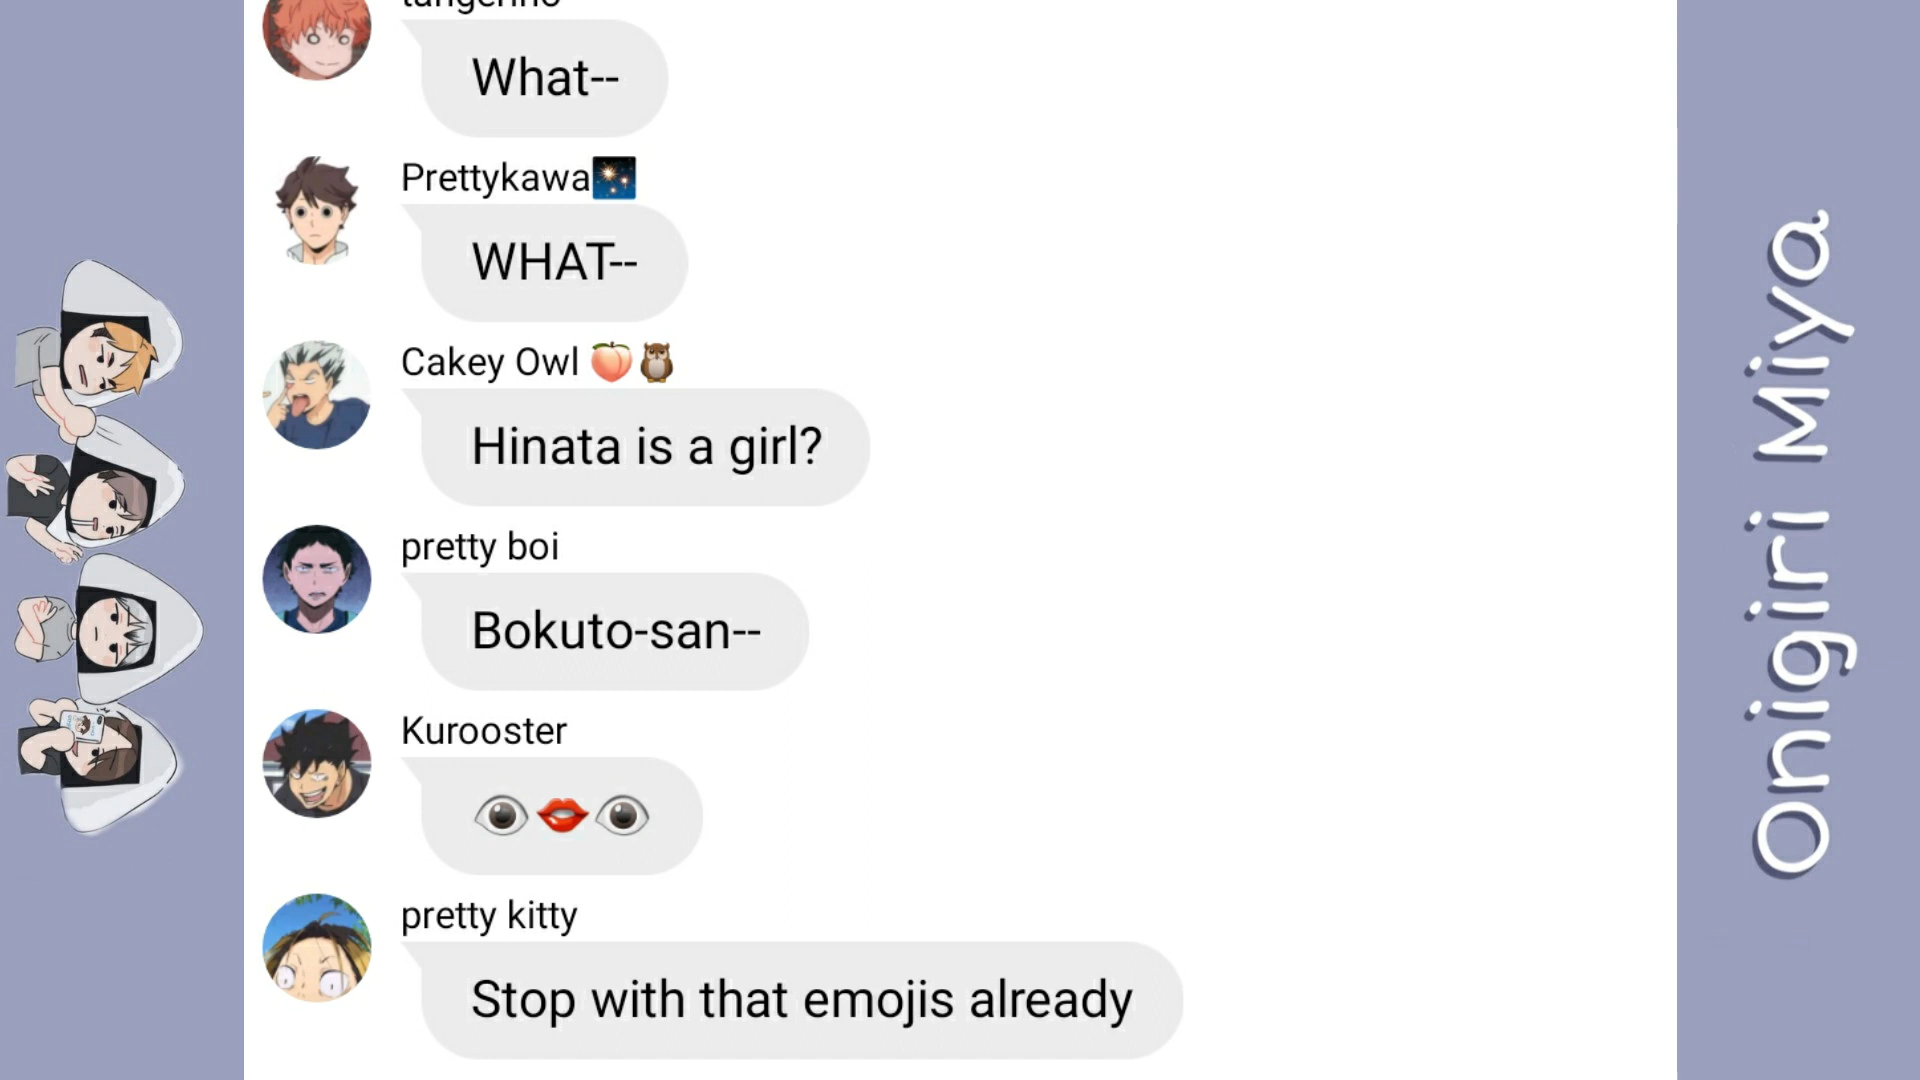 tangerino
What--
Prettykawa🎇
WHAT--
Cakey Owl 🍑🦉
Hinata is a girl?
pretty boi
Bokuto-san--
Kurooster
👁️👄👁️
pretty kitty
Stop with that emojis already
Onigiri Miya